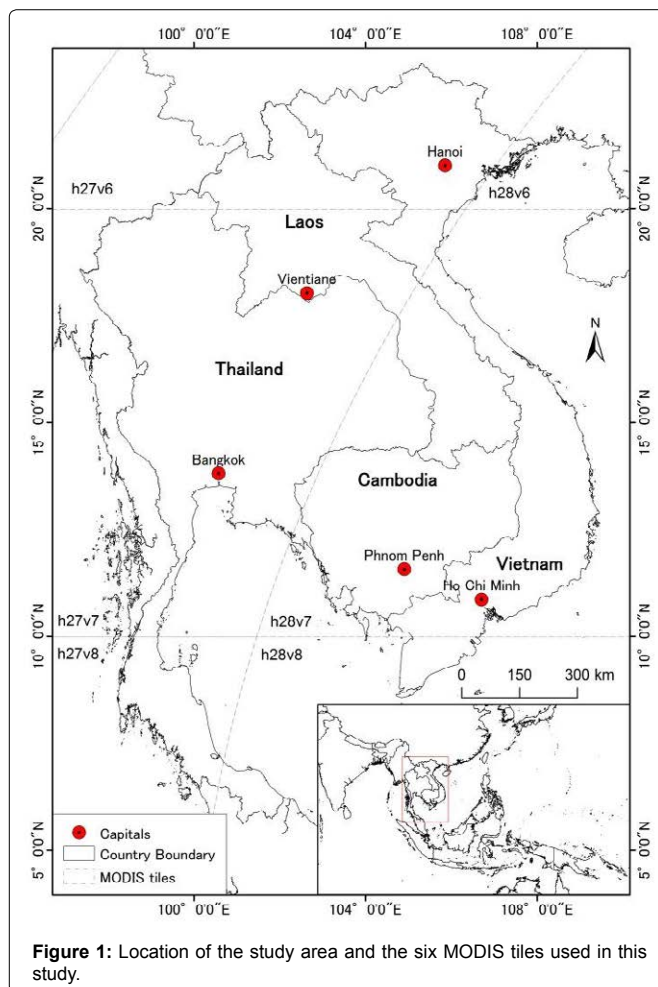 100° 0'0"E 104° 0'0"E 108° 0'0"E
Hanoi
h27v6
h28v6
20° 0'0"N
20° 0'0"N
Laos
Vientiane
N
Thailand
15° 0'0"N
15° 0'0"N
Bangkok
Cambodia
Phnom Penh
Vietnam
Ho Chi Minh
h27v7 h28v7
10° 0'0"N
10° 0'0"N
h27v8 h28v8
0 150 300 km
Capitals
Country Boundary
MODIS tiles
5° 0'0"N
5° 0'0"N
100° 0'0"E 104° 0'0"E 108° 0'0"E
Figure 1: Location of the study area and the six MODIS tiles used in this
study.